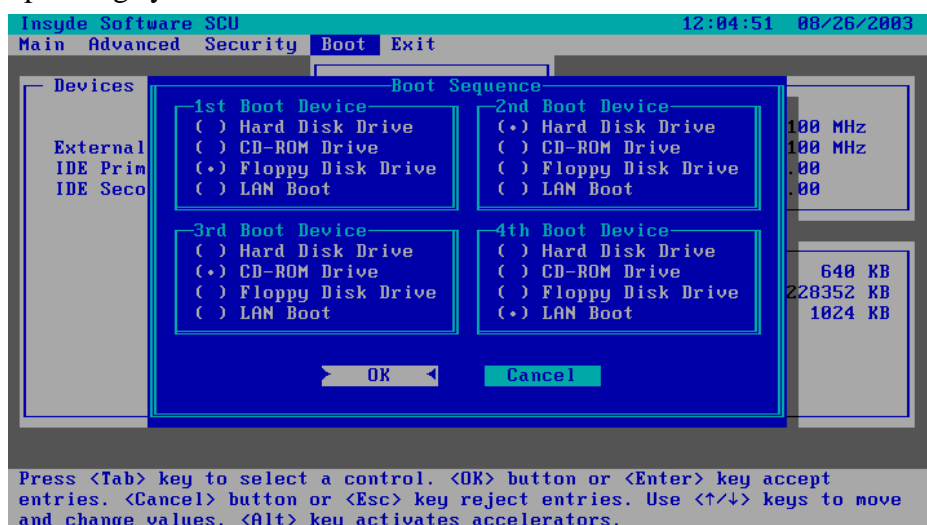 Insyde Software SCU 12:04:51 08/26/2003
Main Advanced Security Boot Exit
Devices
External
IDE Prim
IDE Seco
Boot Sequence
1st Boot Device
( ) Hard Disk Drive
( ) CD-ROM Drive
(•) Floppy Disk Drive
( ) LAN Boot
2nd Boot Device
(•) Hard Disk Drive
( ) CD-ROM Drive
( ) Floppy Disk Drive
( ) LAN Boot
3rd Boot Device
( ) Hard Disk Drive
(•) CD-ROM Drive
( ) Floppy Disk Drive
( ) LAN Boot
4th Boot Device
( ) Hard Disk Drive
( ) CD-ROM Drive
( ) Floppy Disk Drive
(•) LAN Boot
OK Cancel
100 MHz
100 MHz
.00
.00
640 KB
228352 KB
1024 KB
Press <Tab> key to select a control. <OK> button or <Enter> key accept
entries. <Cancel> button or <Esc> key reject entries. Use <↑/↓> keys to move
and change values. <Alt> key activates accelerators.